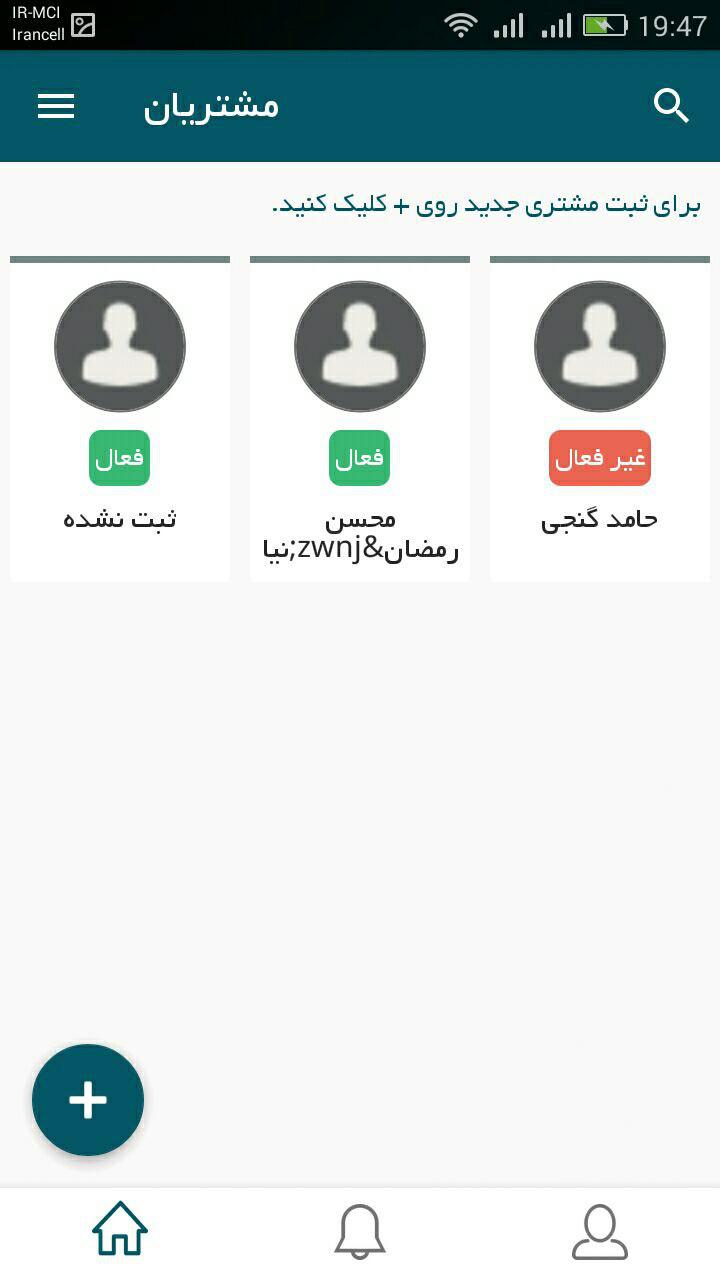 IR-MCI
Irancell
19:47
مشتریان
برای ثبت مشتری جدید روی + کلیک کنید.
غیر فعال
فعال
فعال
حامد گنجی
محسن
رمضان&zwnj;نیا
ثبت نشده